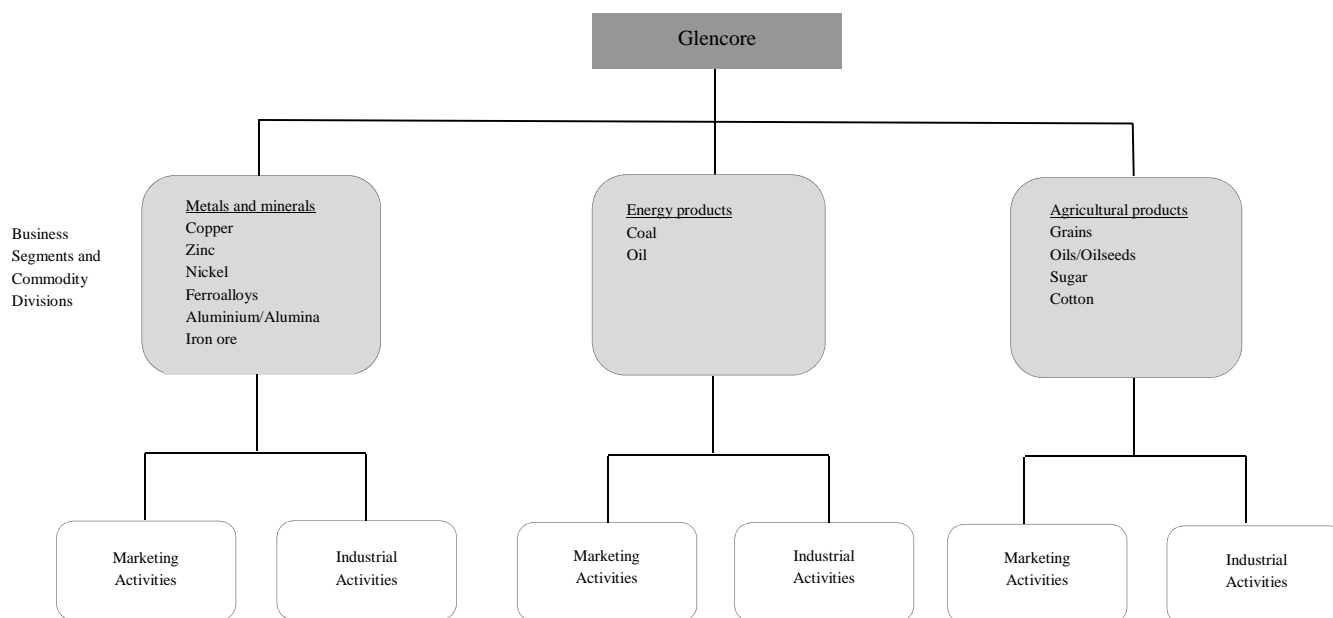 Glencore
Business
Segments and
Commodity
Divisions
Metals and minerals
Copper
Zinc
Nickel
Ferroalloys
Aluminium/Alumina
Iron ore
Energy products
Coal
Oil
Agricultural products
Grains
Oils/Oilseeds
Sugar
Cotton
Marketing
Activities
Industrial
Activities
Marketing
Activities
Industrial
Activities
Marketing
Activities
Industrial
Activities